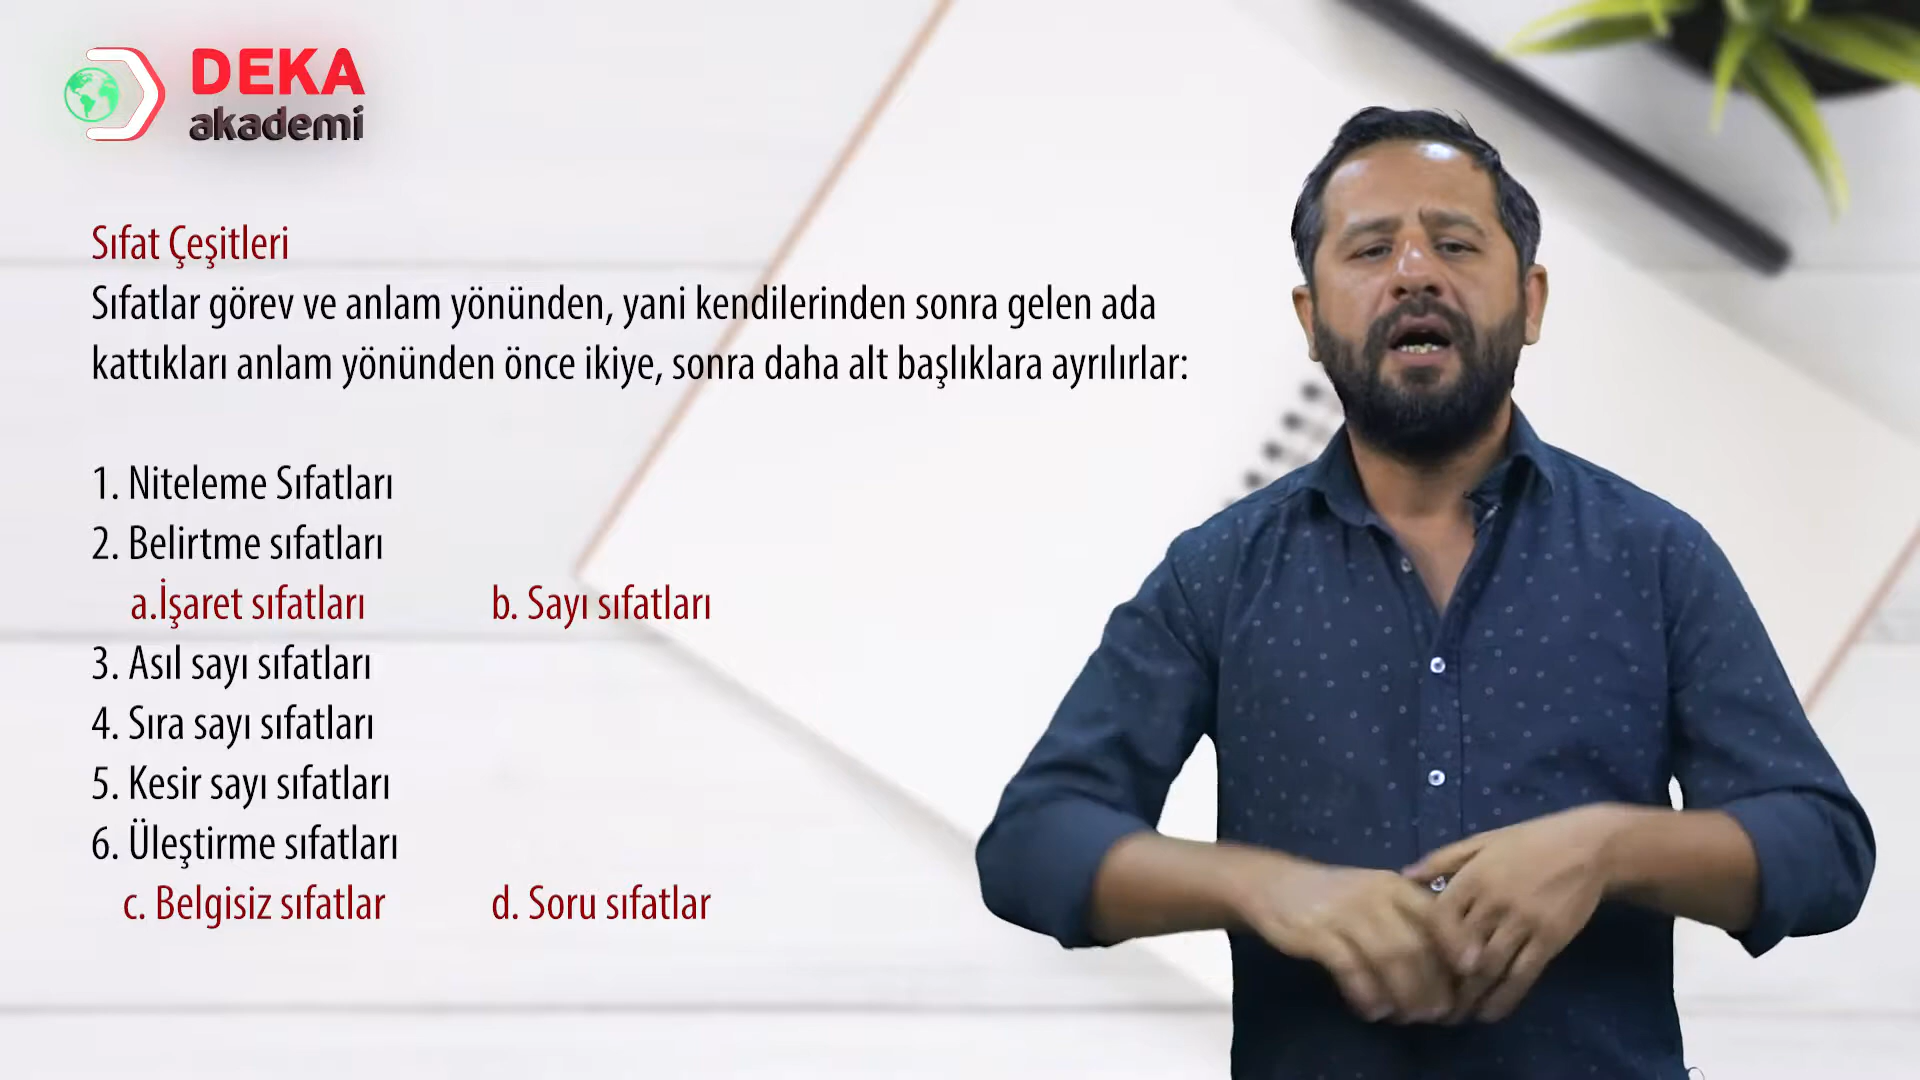 DEKA
akademi
Sıfat Çeşitleri
Sıfatlar görev ve anlam yönünden, yani kendilerinden sonra gelen ada
kattıkları anlam yönünden önce ikiye, sonra daha alt başlıklara ayrılırlar:
1. Niteleme Sıfatları
2. Belirtme sıfatları
a.İşaret sıfatları b. Sayı sıfatları
3. Asıl sayı sıfatları
4. Sıra sayı sıfatları
5. Kesir sayı sıfatları
6. Üleştirme sıfatları
c. Belgisiz sıfatlar d. Soru sıfatlar